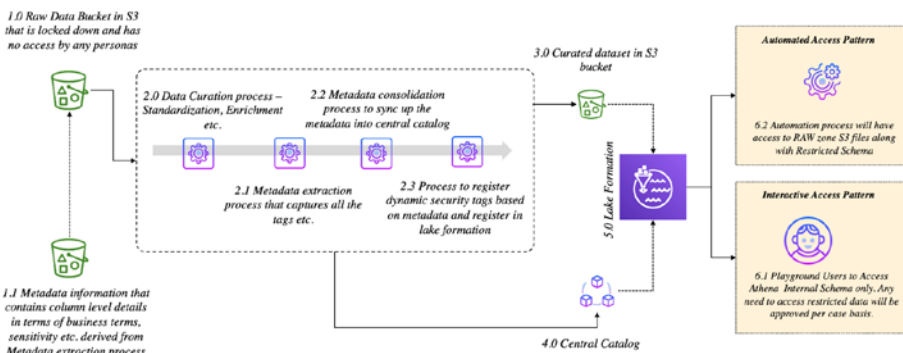 1.0 Raw Data Bucket in S3
that is locked down and has
no access by any personas
2.0 Data Curation process –
Standardization, Enrichment
etc.
2.2 Metadata consolidation
process to sync up the
metadata into central catalog
2.1 Metadata extraction
process that captures all the
tags etc.
2.3 Process to register
dynamic security tags based
on metadata and register in
lake formation
1.1 Metadata information that
contains column level details
in terms of business terms,
sensitivity etc. derived from
Metadata extraction process
3.0 Curated dataset in S3
bucket
5.0 Lake Formation
4.0 Central Catalog
Automated Access Pattern
6.2 Automation process will have
access to RAW zone S3 files along
with Restricted Schema
Interactive Access Pattern
6.1 Playground Users to Access
Athena Internal Schema only. Any
need to access restricted data will be
approved per case basis.